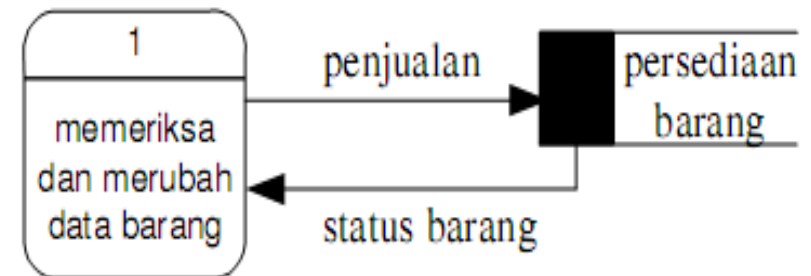 1
memeriksa
dan merubah
data barang
penjualan
status barang
persediaan
barang